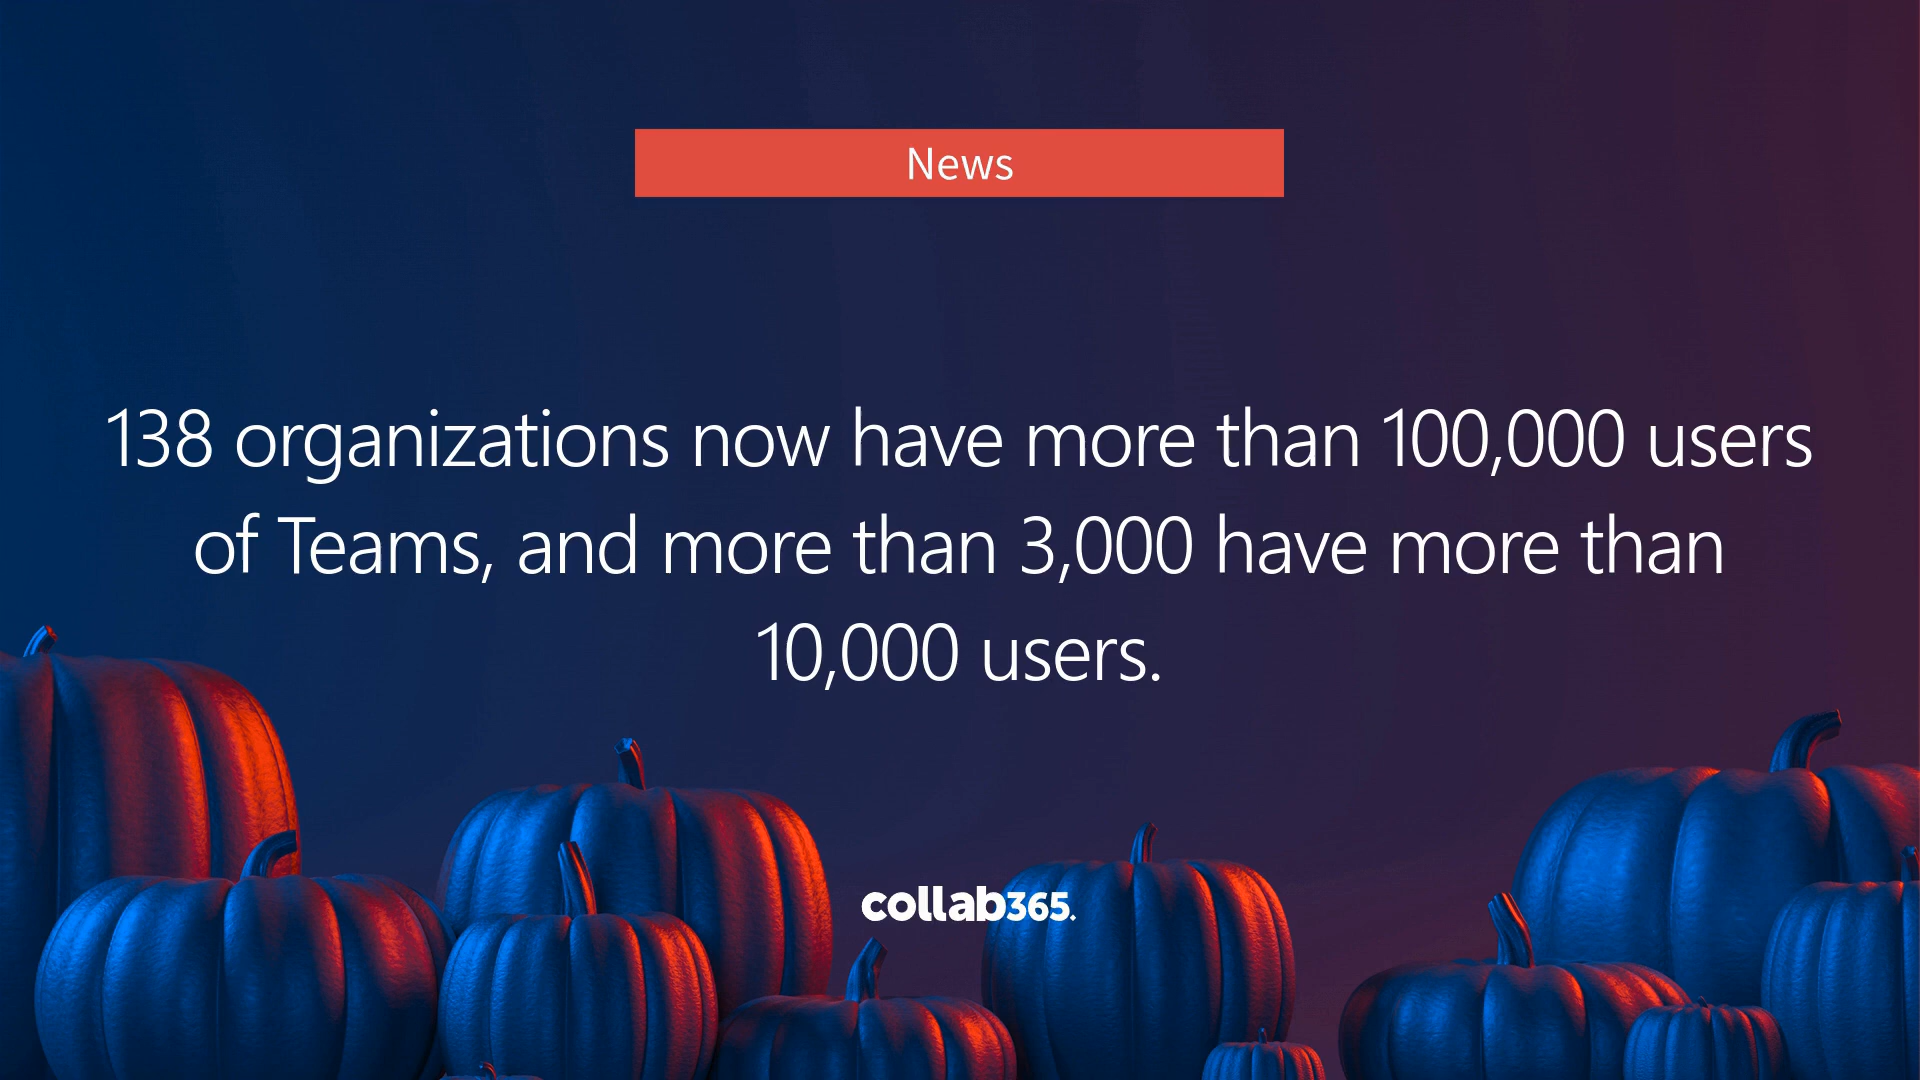 News
138 organizations now have more than 100,000 users
of Teams, and more than 3,000 have more than
10,000 users.
collab365.